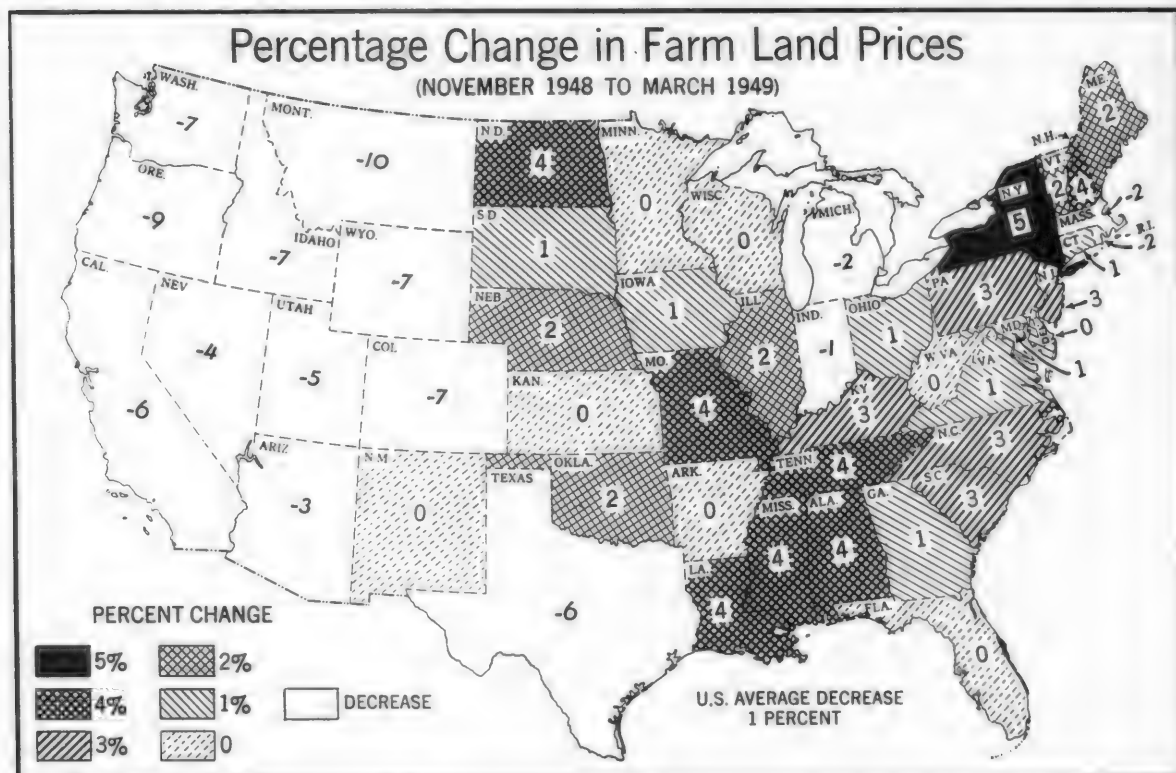 Percentage Change in Farm Land Prices
(NOVEMBER 1948 TO MARCH 1949)
WASH.
-7
ORE.
-9
CAL.
-6
NEV
-4
IDAHO
-7
MONT.
-10
WYO.
-7
UTAH
-5
COL.
-7
ARIZ
-3
N.M.
0
N.D.
4
S.D.
1
NEB.
2
KAN.
0
OKLA.
2
TEXAS
-6
MINN.
0
IOWA
1
MO.
4
ARK.
0
LA.
4
WISC
0
ILL.
2
MICH.
-2
IND.
-1
OHIO
1
KY
3
TENN
4
MISS.
4
ALA.
4
GA.
1
FLA.
0
S.C.
3
N.C.
3
VA
1
W.VA
0
MD.
1
0
PA
3
N.J.
3
N.Y.
5
CT.
1
R.I.
-2
MASS
-2
VT.
2
N.H.
4
ME.
2
PERCENT CHANGE
5% 2%
4% 1% DECREASE
3% 0
U.S. AVERAGE DECREASE
1 PERCENT